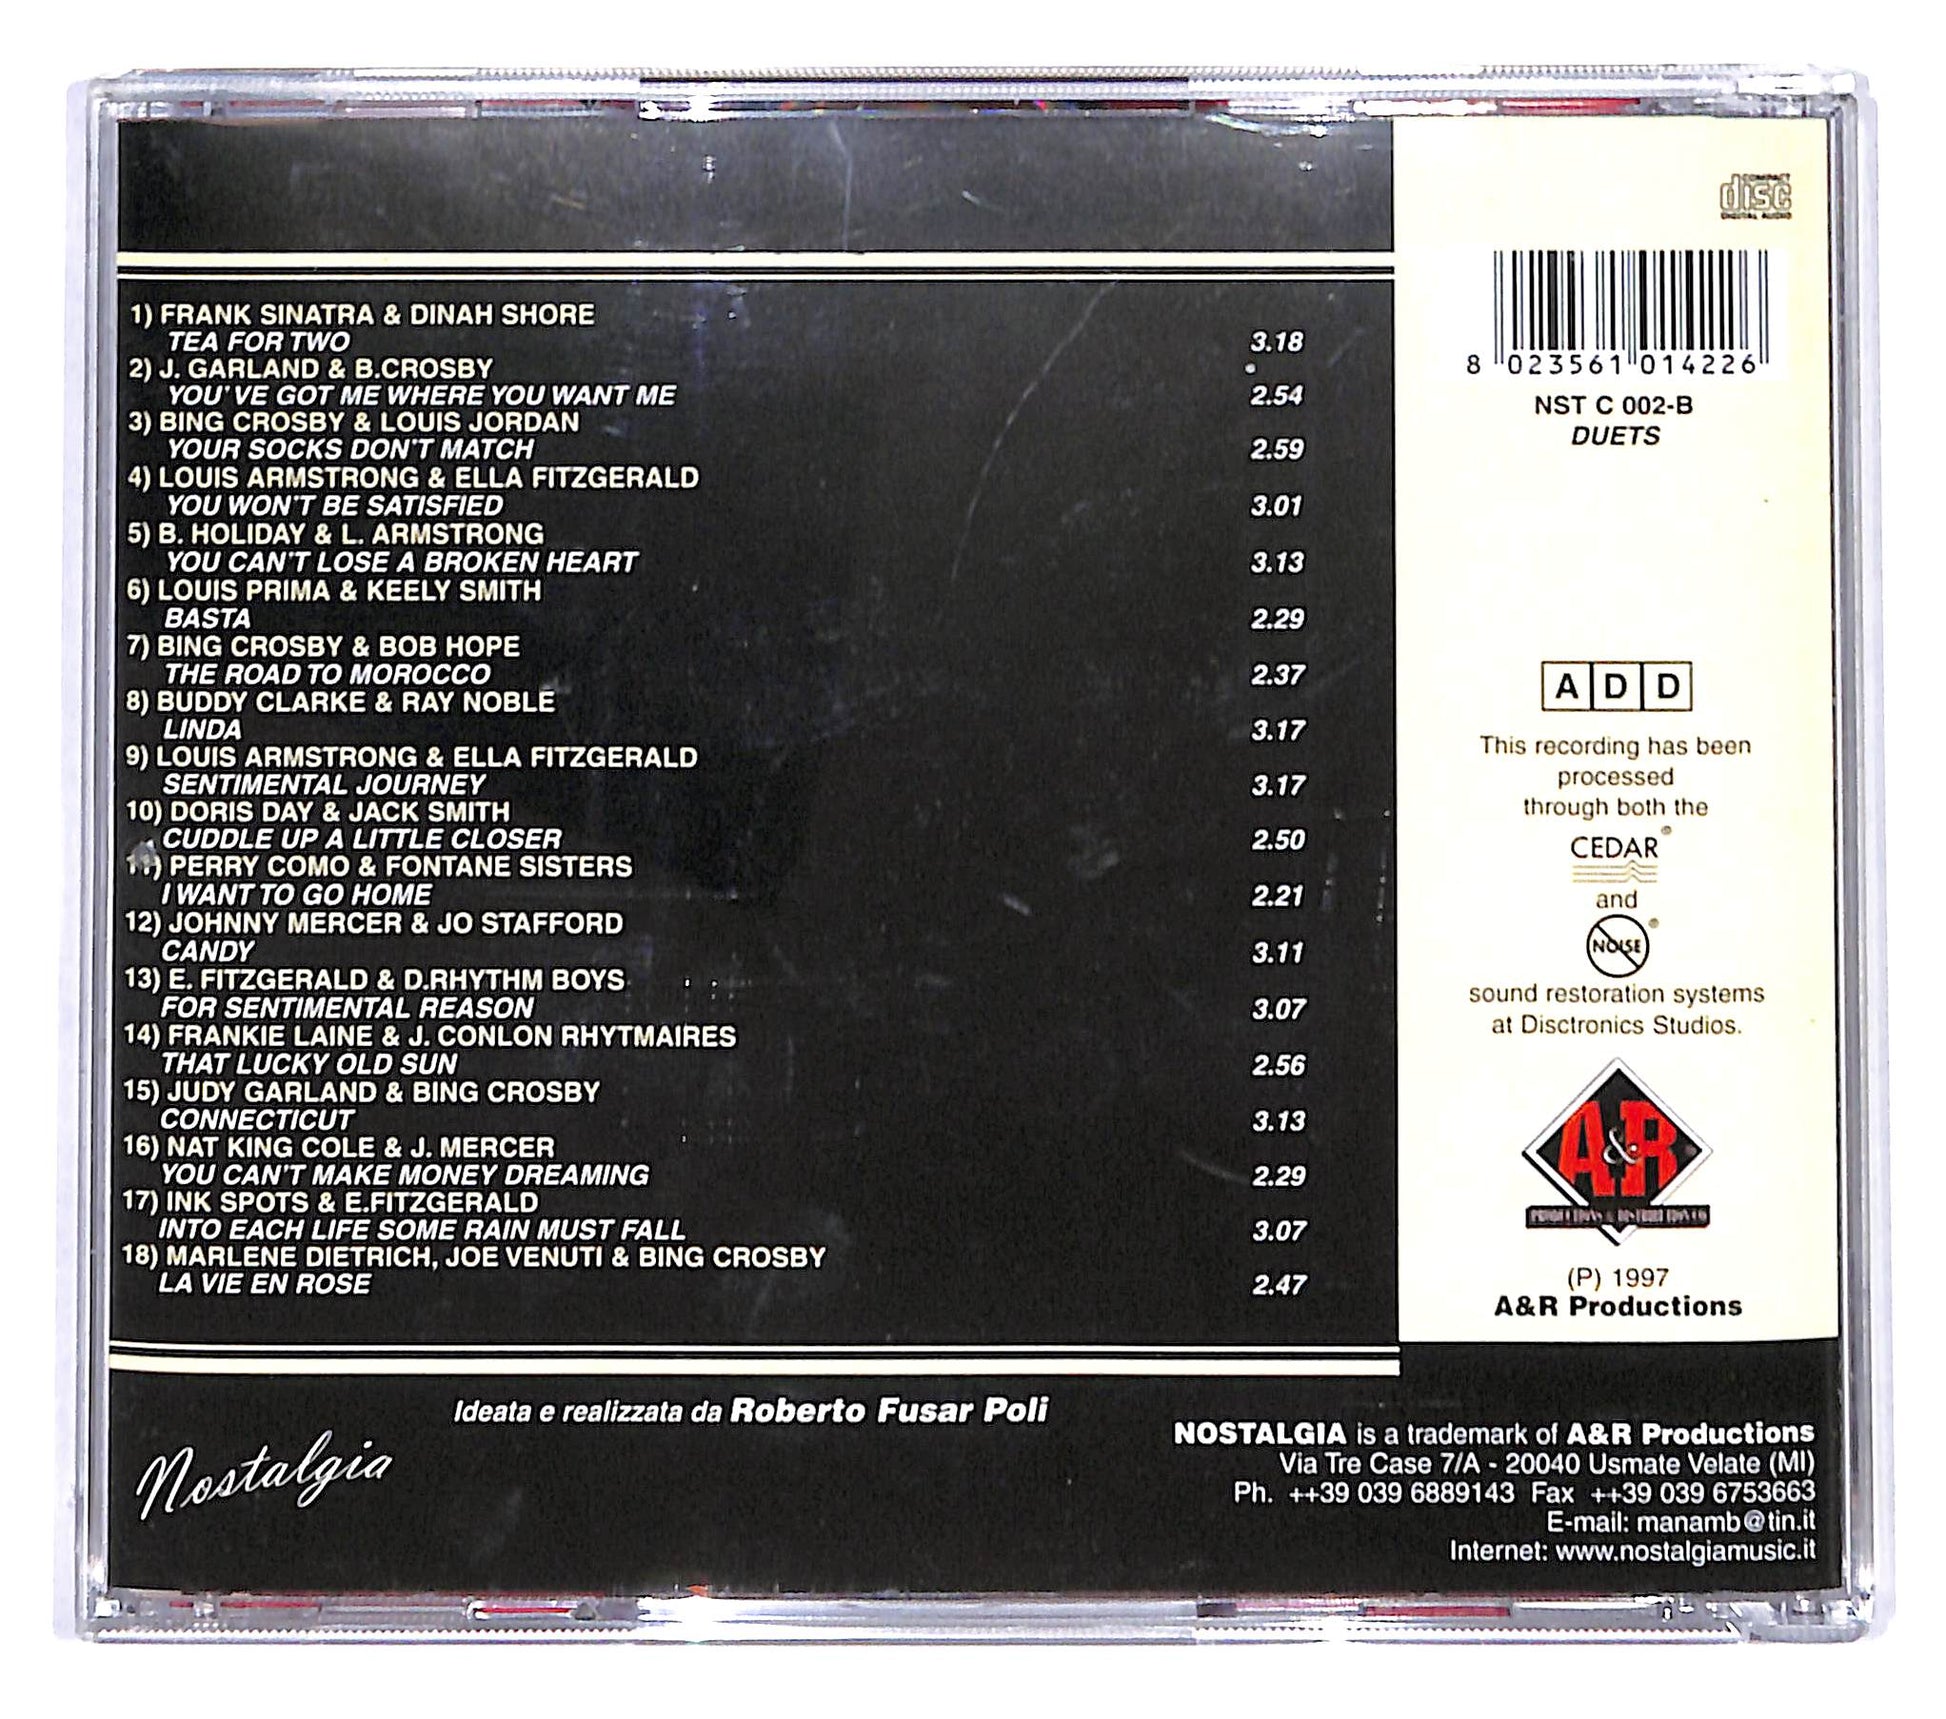 1) FRANK SINATRA & DINAH SHORE
TEA FOR TWO 3.18
2) J. GARLAND & B.CROSBY
YOU'VE GOT ME WHERE YOU WANT ME 2.54
3) BING CROSBY & LOUIS JORDAN
YOUR SOCKS DON'T MATCH 2.59
4) LOUIS ARMSTRONG & ELLA FITZGERALD
YOU WON'T BE SATISFIED 3.01
5) B. HOLIDAY & L. ARMSTRONG
YOU CAN'T LOSE A BROKEN HEART 3.13
6) LOUIS PRIMA & KEELY SMITH
BASTA 2.29
7) BING CROSBY & BOB HOPE
THE ROAD TO MOROCCO 2.37
8) BUDDY CLARKE & RAY NOBLE
LINDA 3.17
9) LOUIS ARMSTRONG & ELLA FITZGERALD
SENTIMENTAL JOURNEY 3.17
10) DORIS DAY & JACK SMITH
CUDDLE UP A LITTLE CLOSER 2.50
11) PERRY COMO & FONTANE SISTERS
I WANT TO GO HOME 2.21
12) JOHNNY MERCER & JO STAFFORD
CANDY 3.11
13) E. FITZGERALD & D.RHYTHM BOYS
FOR SENTIMENTAL REASON 3.07
14) FRANKIE LAINE & J. CONLON RHYTMAIRES
THAT LUCKY OLD SUN 2.56
15) JUDY GARLAND & BING CROSBY
CONNECTICUT 3.13
16) NAT KING COLE & J. MERCER
YOU CAN'T MAKE MONEY DREAMING 2.29
17) INK SPOTS & E.FITZGERALD
INTO EACH LIFE SOME RAIN MUST FALL 3.07
18) MARLENE DIETRICH, JOE VENUTI & BING CROSBY
LA VIE EN ROSE 2.47
COMPACT
disc
DIGITAL AUDIO
8 023561 014226
NST C 002-B
DUETS
A D D
This recording has been
processed
through both the
CEDAR®
and
NOISE®
sound restoration systems
at Disctronics Studios.
A&R
(P) 1997
A&R Productions
Ideata e realizzata da Roberto Fusar Poli
Nostalgia
NOSTALGIA is a trademark of A&R Productions
Via Tre Case 7/A - 20040 Usmate Velate (MI)
Ph. ++39 039 6889143 Fax ++39 039 6753663
E-mail: manamb@tin.it
Internet: www.nostalgiamusic.it